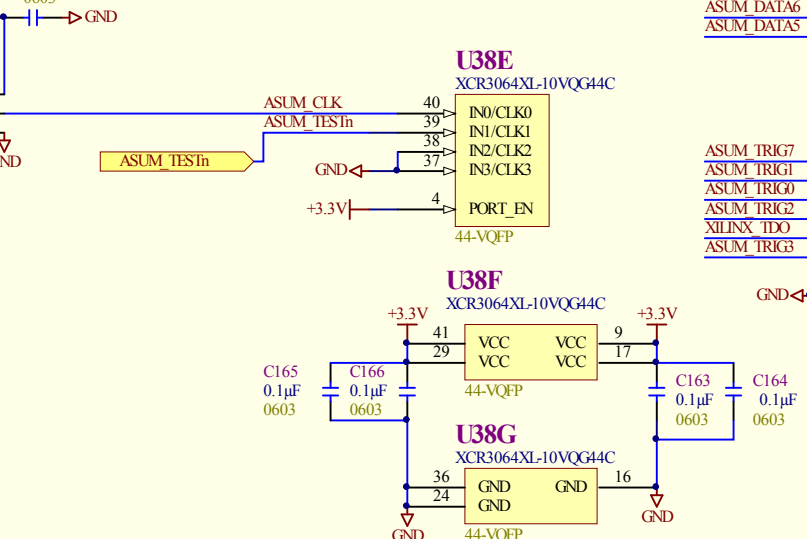 0603
GND
ASUM_DATA6
ASUM_DATA5
U38E
XCR3064XL-10VQG44C
ASUM_CLK
40
IN0/CLK0
ASUM_TESTn
39
IN1/CLK1
38
IN2/CLK2
37
IN3/CLK3
ND
ASUM_TESTn
GND
+3.3V
4
PORT_EN
44-VQFP
ASUM_TRIG7
ASUM_TRIG1
ASUM_TRIG0
ASUM_TRIG2
XILINX_TDO
ASUM_TRIG3
GND
U38F
XCR3064XL-10VQG44C
+3.3V
+3.3V
41 VCC VCC 9
29 VCC VCC 17
44-VQFP
C165
0.1µF
0603
C166
0.1µF
0603
C163
0.1µF
0603
C164
0.1µF
0603
U38G
XCR3064XL-10VQG44C
36 GND GND 16
24 GND
GND
GND
44-VQFP